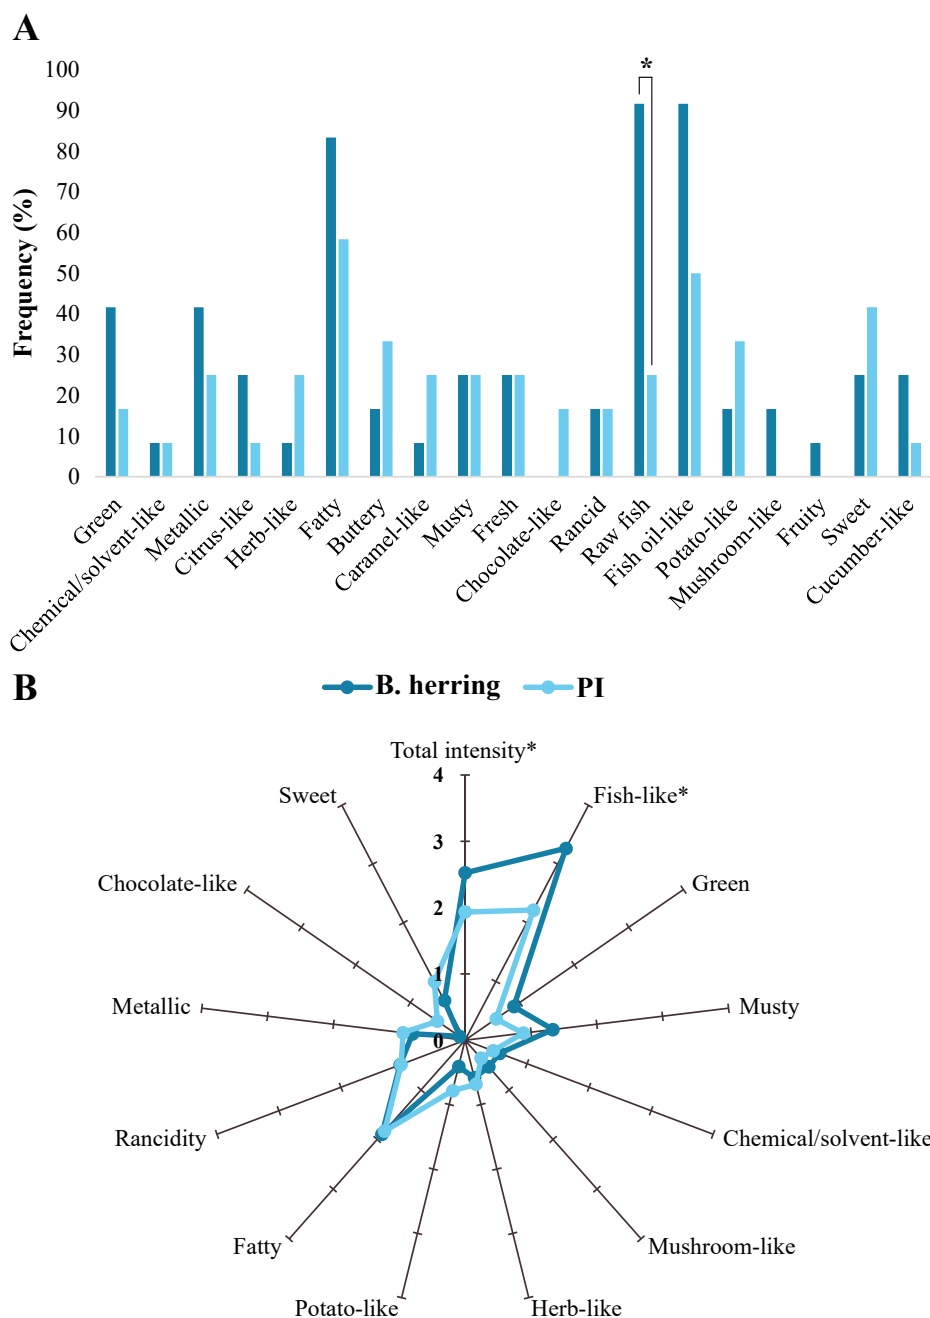 A
*
100
90
80
70
60
50
40
30
20
10
0
Frequency (%)
Green
Chemical/solvent-like
Metallic
Citrus-like
Herb-like
Fatty
Buttery
Caramel-like
Musty
Fresh
Chocolate-like
Rancid
Raw fish
Fish oil-like
Potato-like
Mushroom-like
Fruity
Sweet
Cucumber-like
B
B. herring
PI
Total intensity*
4
3
2
1
0
Fish-like*
Green
Musty
Chemical/solvent-like
Mushroom-like
Herb-like
Potato-like
Fatty
Rancidity
Metallic
Chocolate-like
Sweet